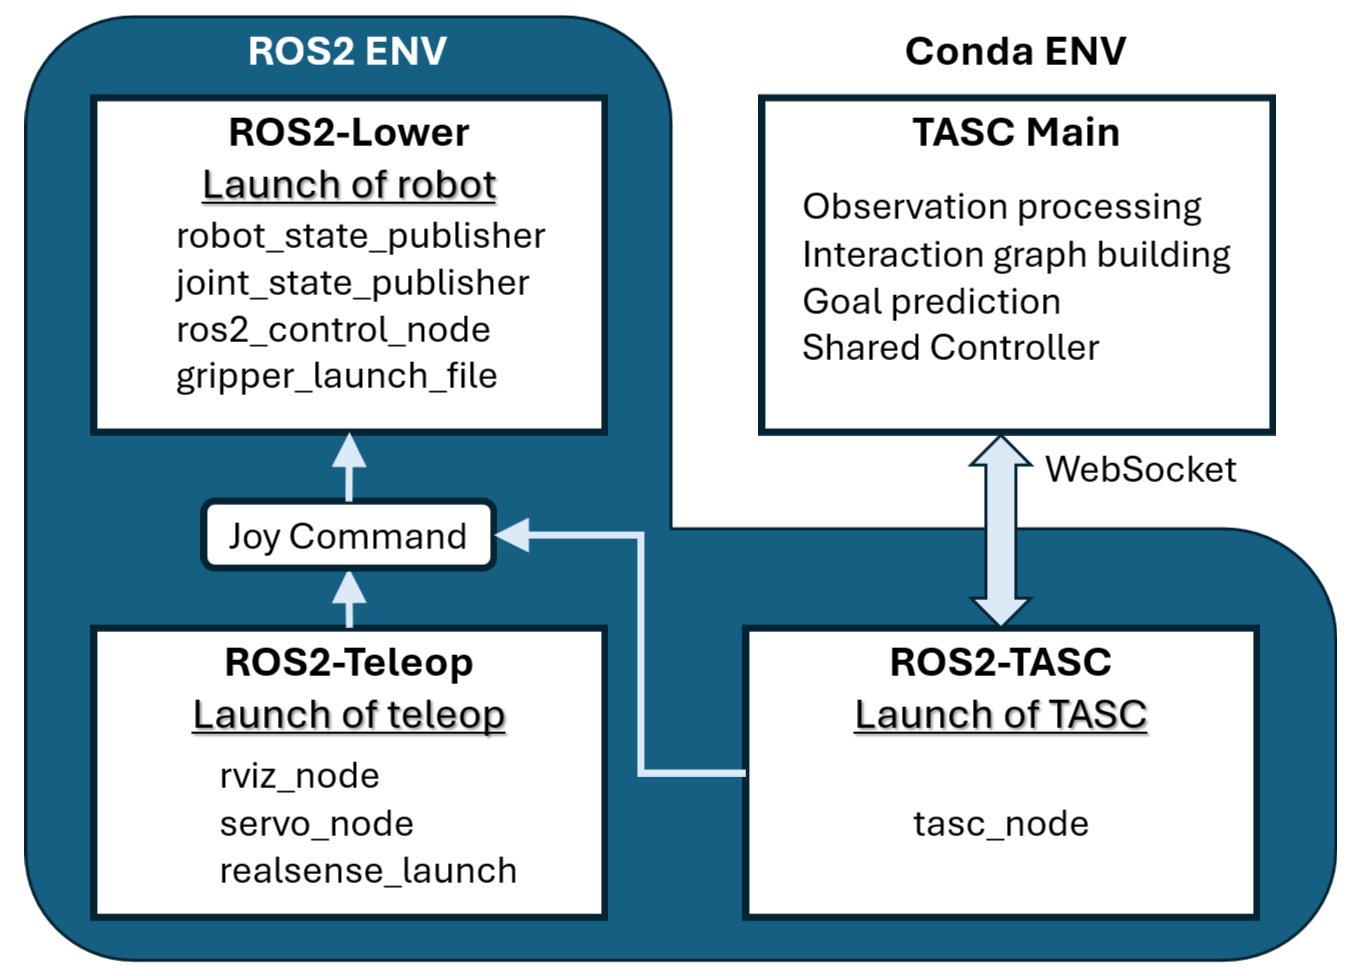 ROS2 ENV
ROS2-Lower
Launch of robot
robot_state_publisher
joint_state_publisher
ros2_control_node
gripper_launch_file
Conda ENV
TASC Main
Observation processing
Interaction graph building
Goal prediction
Shared Controller
WebSocket
Joy Command
ROS2-Teleop
Launch of teleop
rviz_node
servo_node
realsense_launch
ROS2-TASC
Launch of TASC
tasc_node